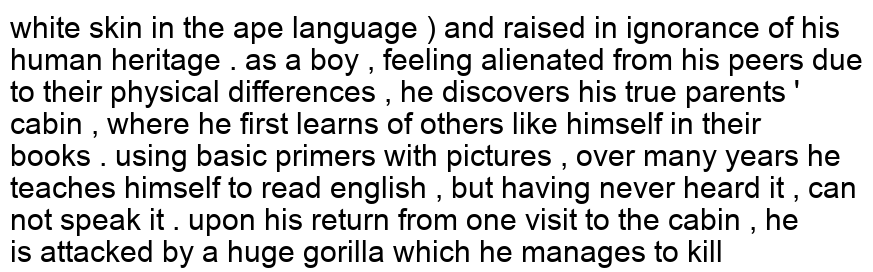 white skin in the ape language ) and raised in ignorance of his
human heritage . as a boy , feeling alienated from his peers due
to their physical differences , he discovers his true parents '
cabin , where he first learns of others like himself in their
books . using basic primers with pictures , over many years he
teaches himself to read english , but having never heard it , can
not speak it . upon his return from one visit to the cabin , he
is attacked by a huge gorilla which he manages to kill